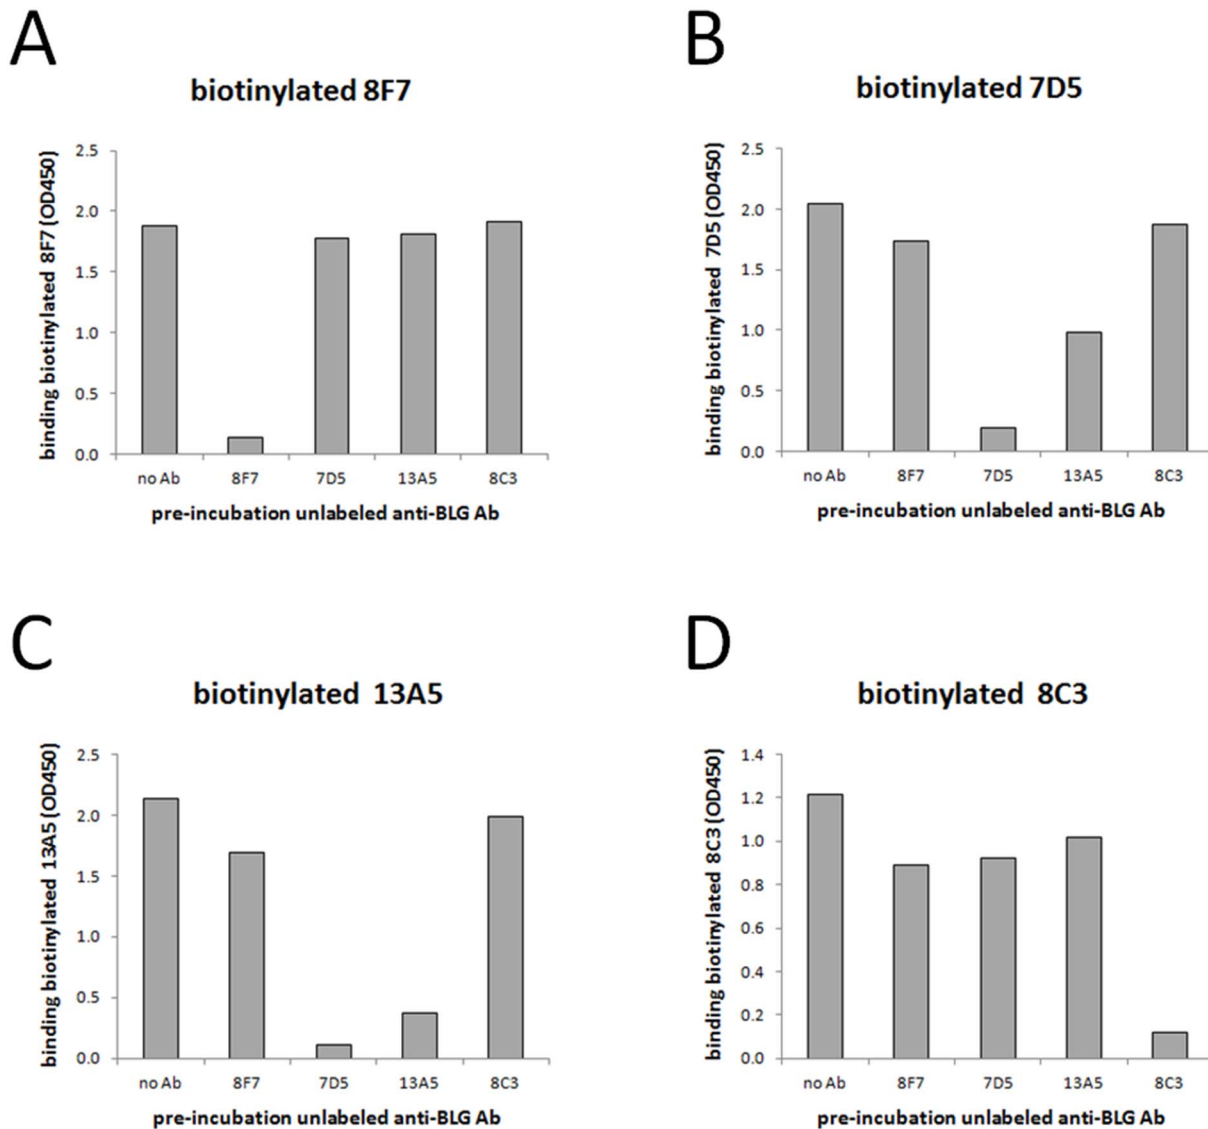 A
biotinylated 8F7
binding biotinylated 8F7 (OD450)
2.5
2.0
1.5
1.0
0.5
0.0
no Ab 8F7 7D5 13A5 8C3
pre-incubation unlabeled anti-BLG Ab
B
biotinylated 7D5
binding biotinylated 7D5 (OD450)
2.5
2.0
1.5
1.0
0.5
0.0
no Ab 8F7 7D5 13A5 8C3
pre-incubation unlabeled anti-BLG Ab
C
biotinylated 13A5
binding biotinylated 13A5 (OD450)
2.5
2.0
1.5
1.0
0.5
0.0
no Ab 8F7 7D5 13A5 8C3
pre-incubation unlabeled anti-BLG Ab
D
biotinylated 8C3
binding biotinylated 8C3 (OD450)
1.4
1.2
1.0
0.8
0.6
0.4
0.2
0.0
no Ab 8F7 7D5 13A5 8C3
pre-incubation unlabeled anti-BLG Ab